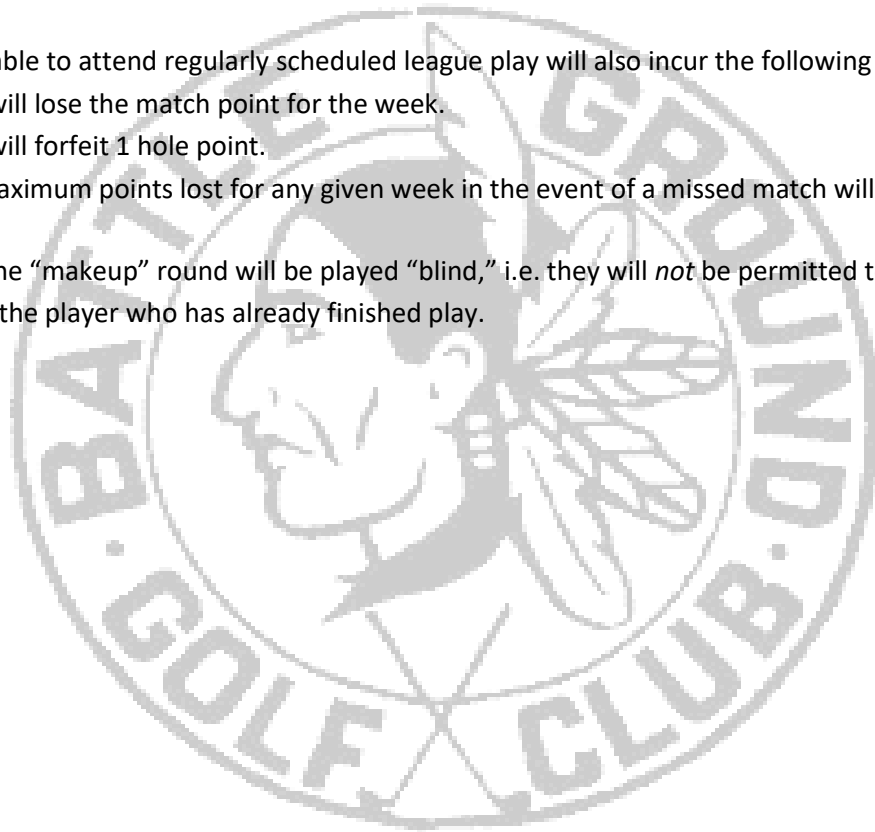 able to attend regularly scheduled league play will also incur the following
will lose the match point for the week.
will forfeit 1 hole point.
aximum points lost for any given week in the event of a missed match will
he “makeup” round will be played “blind,” i.e. they will not be permitted t
the player who has already finished play.
BATTLE GROUND
GOLF CLUB